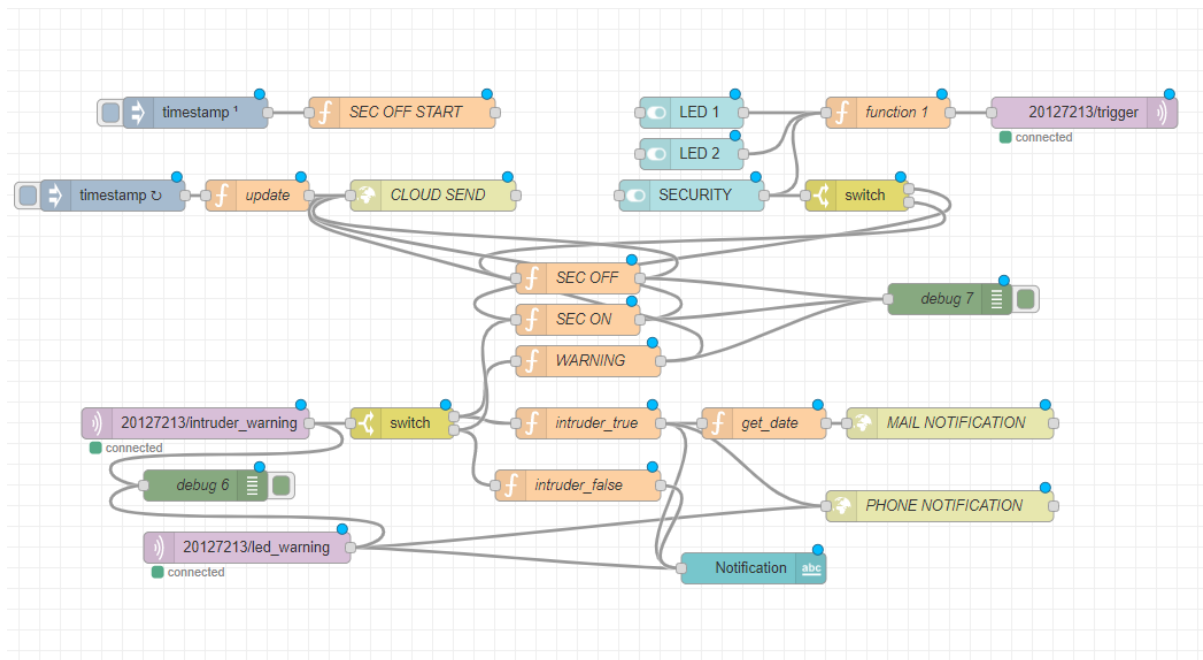 timestamp ¹
SEC OFF START
LED 1
function 1
20127213/trigger
connected
LED 2
timestamp ↻
update
CLOUD SEND
SECURITY
switch
SEC OFF
debug 7
SEC ON
WARNING
20127213/intruder_warning
switch
intruder_true
get_date
MAIL NOTIFICATION
connected
debug 6
intruder_false
PHONE NOTIFICATION
20127213/led_warning
connected
Notification
abc